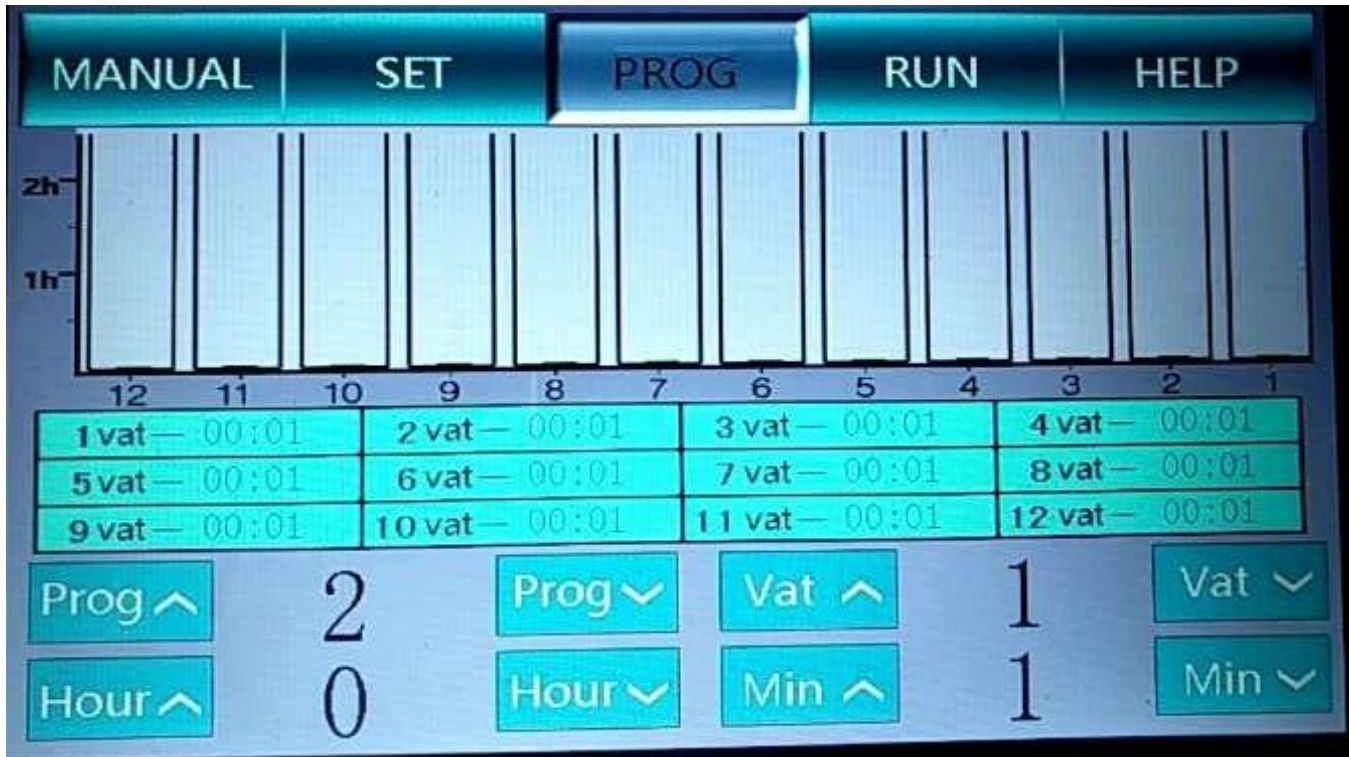 MANUAL SET PROG RUN HELP
2h
1h
12 11 10 9 8 7 6 5 4 3 2 1
1 vat— 00:01 2 vat— 00:01 3 vat— 00:01 4 vat— 00:01
5 vat— 00:01 6 vat— 00:01 7 vat— 00:01 8 vat— 00:01
9 vat— 00:01 10 vat— 00:01 11 vat— 00:01 12 vat— 00:01
Prog 2 Prog Vat 1 Vat
Hour 0 Hour Min 1 Min